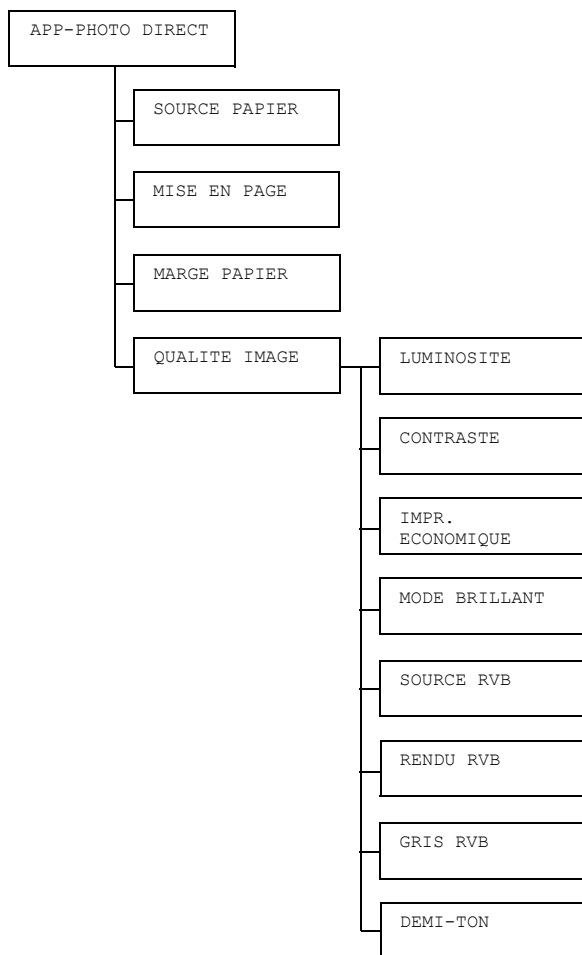 APP-PHOTO DIRECT
SOURCE PAPIER
MISE EN PAGE
MARGE PAPIER
QUALITE IMAGE
LUMINOSITE
CONTRASTE
IMPR.
ECONOMIQUE
MODE BRILLANT
SOURCE RVB
RENDU RVB
GRIS RVB
DEMI-TON